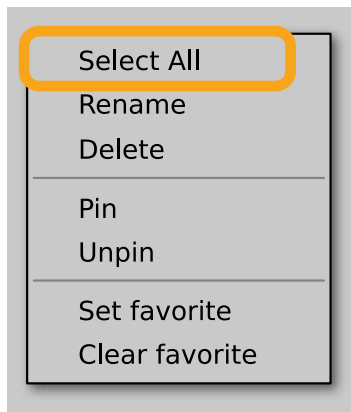 Select All
Rename
Delete
Pin
Unpin
Set favorite
Clear favorite